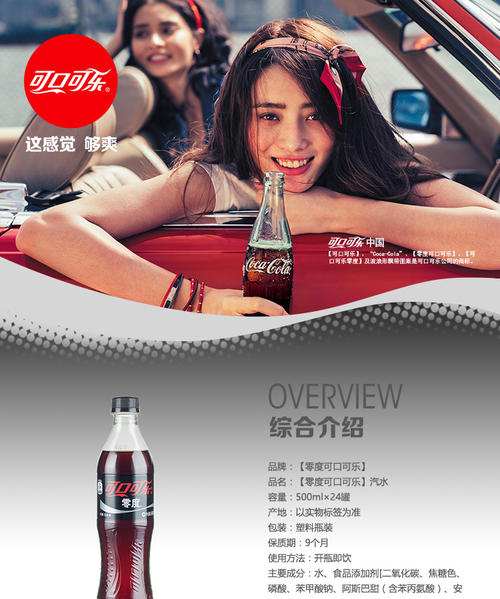 可口可乐®
这感觉 够爽
Coca-Cola
可口可乐 中国
【可口可乐】、“Coca-Cola”、【零度可口可乐】、【可
口可乐零度】及波浪形飘带图案是可口可乐公司的商标。
OVERVIEW
综合介绍
可口可乐
零度
品牌：【零度可口可乐】
品名：【零度可口可乐】汽水
容量：500ml×24罐
产地：以实物标签为准
包装：塑料瓶装
保质期：9个月
使用方法：开瓶即饮
主要成分：水、食品添加剂[二氧化碳、焦糖色、
磷酸、苯甲酸钠、阿斯巴甜（含苯丙氨酸）、安